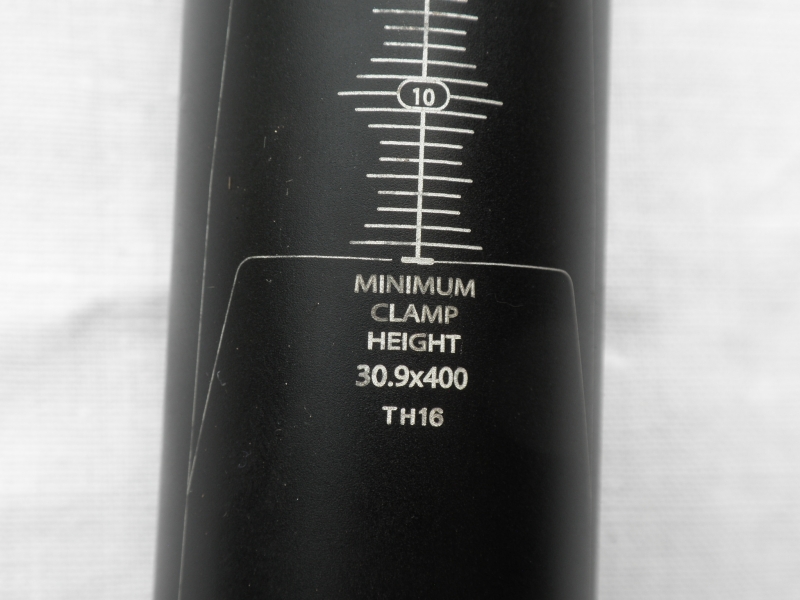 10
MINIMUM
CLAMP
HEIGHT
30.9x400
TH16